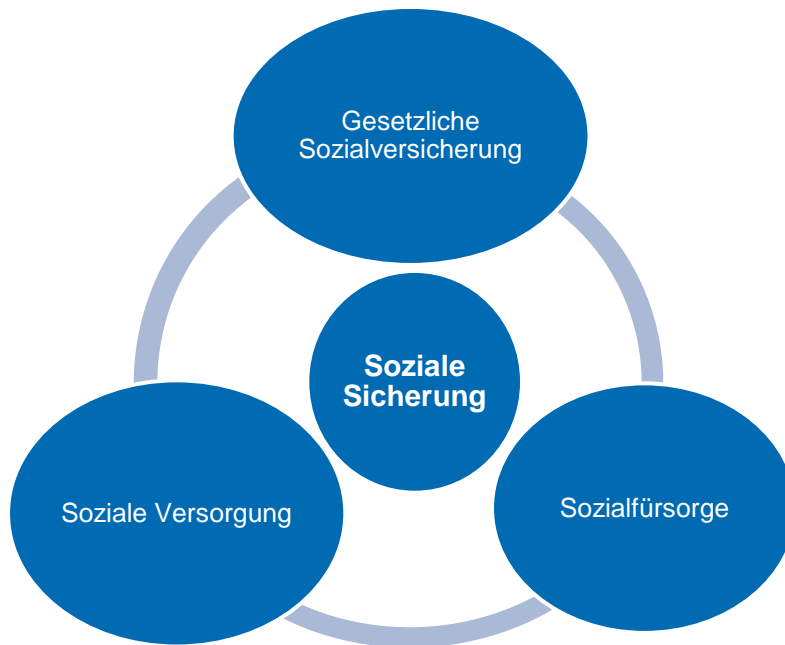 Gesetzliche
Sozialversicherung
Soziale
Sicherung
Soziale Versorgung
Sozialfürsorge